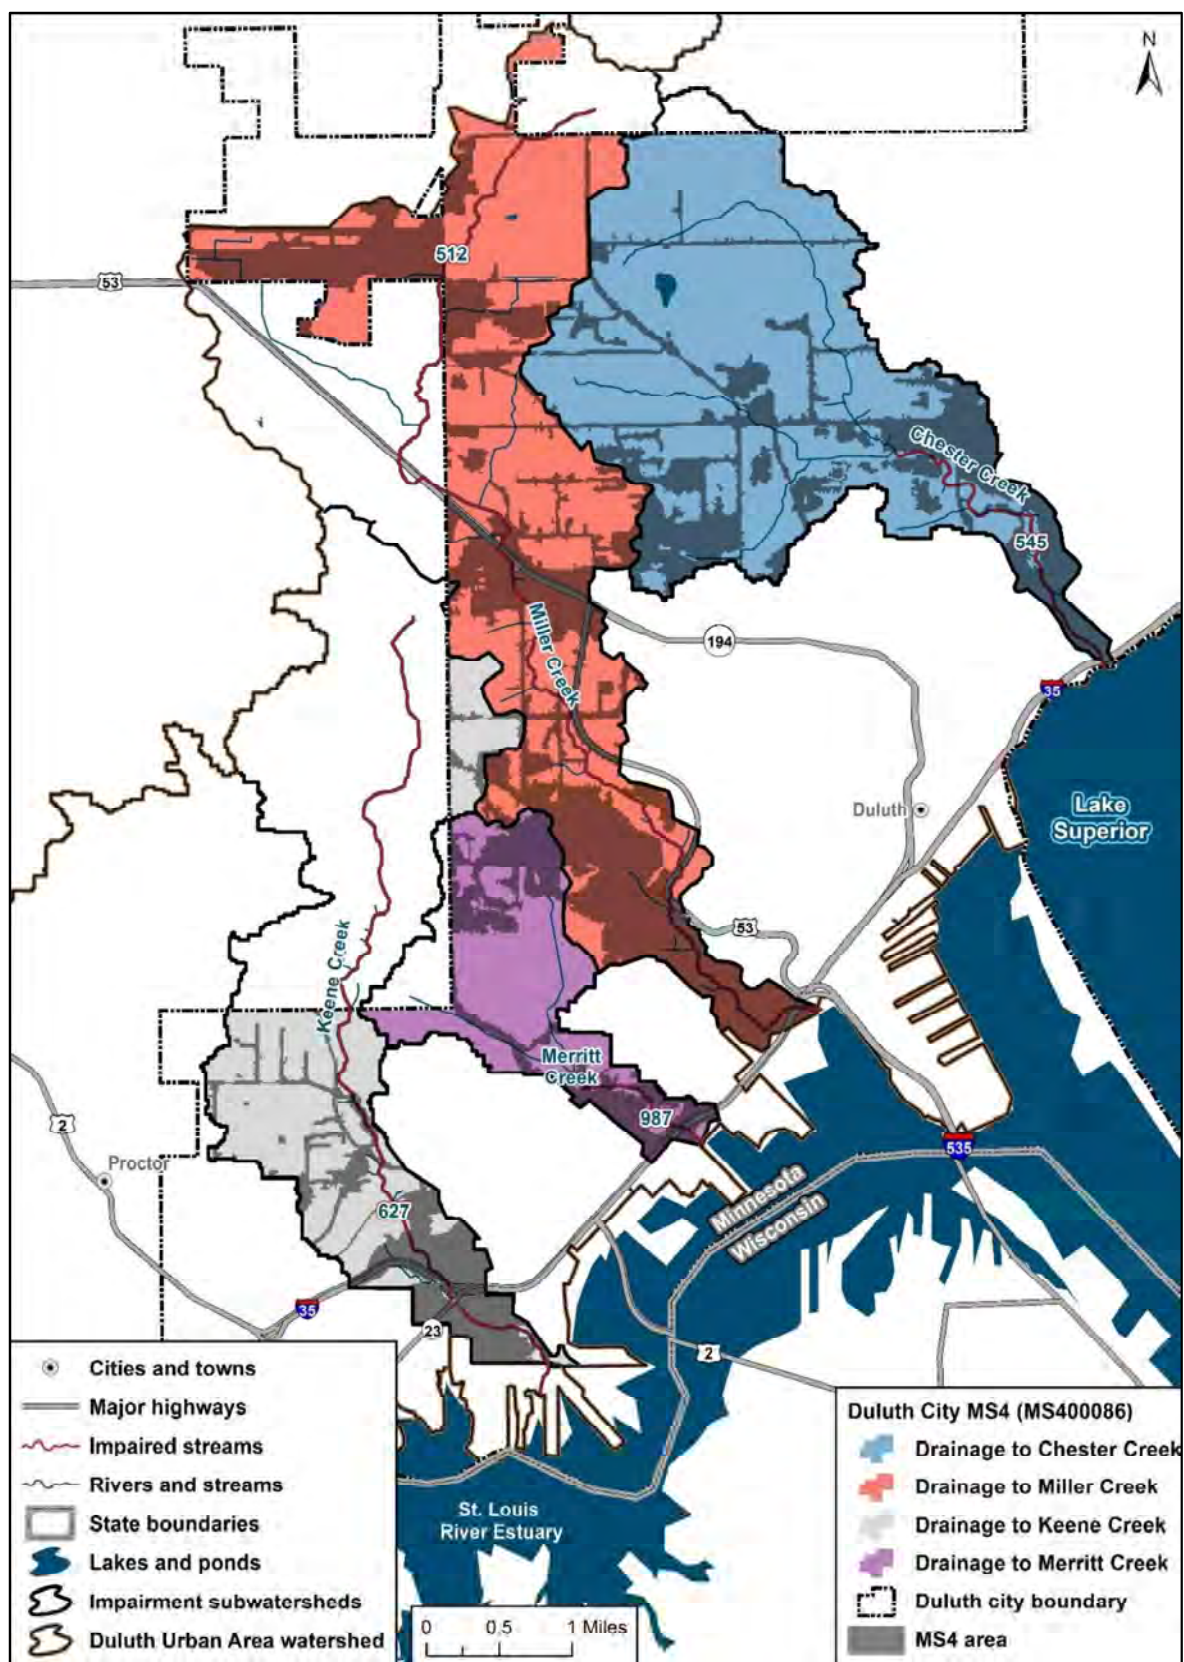 N
53
512
Chester Creek
545
Miller Creek
194
35
Duluth
Lake
Superior
53
Keene Creek
Merritt
Creek
987
2
535
Proctor
Minnesota
Wisconsin
627
35
23
2
Cities and towns
Major highways
Impaired streams
Rivers and streams
State boundaries
Lakes and ponds
Impairment subwatersheds
Duluth Urban Area watershed
St. Louis
River Estuary
0 0.5 1 Miles
Duluth City MS4 (MS400086)
Drainage to Chester Creek
Drainage to Miller Creek
Drainage to Keene Creek
Drainage to Merritt Creek
Duluth city boundary
MS4 area